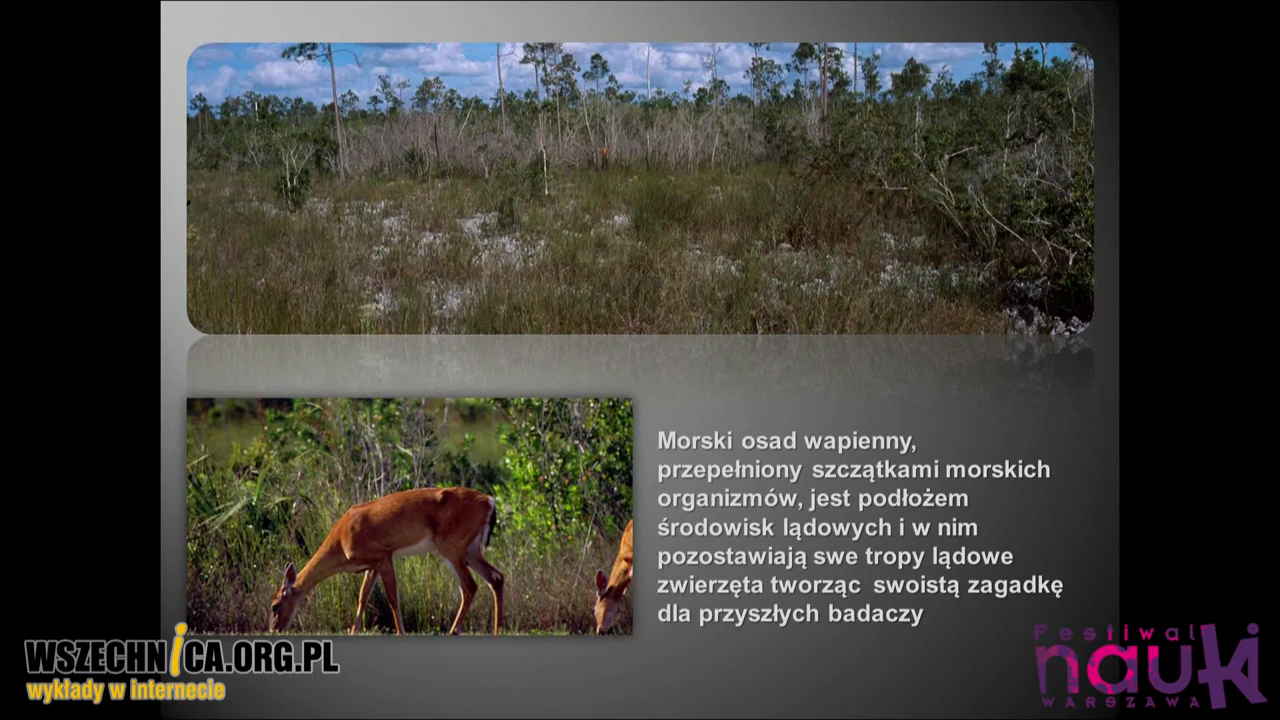 Morski osad wapienny,
przepełniony szczątkami morskich
organizmów, jest podłożem
środowisk lądowych i w nim
pozostawiają swe tropy lądowe
zwierzęta tworząc swoistą zagadkę
dla przyszłych badaczy
WSZECHNiCA.ORG.PL
wykłady w internecie
Festiwal
nauki
WARSZAWA